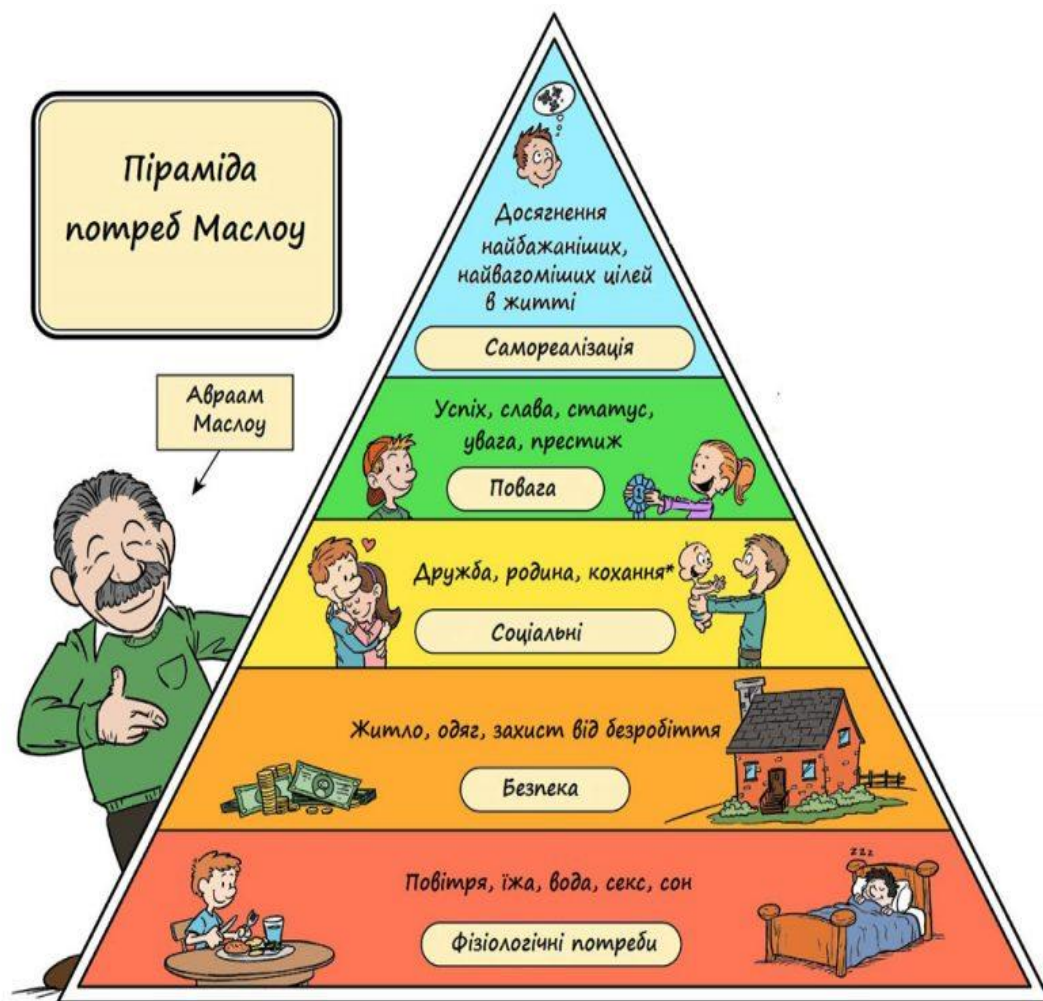 Піраміда
потреб Маслоу
Авраам
Маслоу
Досягнення
найбажаніших,
найвагоміших цілей
в житті
Самореалізація
Успіх, слава, статус,
увага, престиж
Повага
Дружба, родина, кохання*
Соціальні
Житло, одяг, захист від безробіття
Безпека
zzz
Повітря, їжа, вода, секс, сон
Фізіологічні потреби